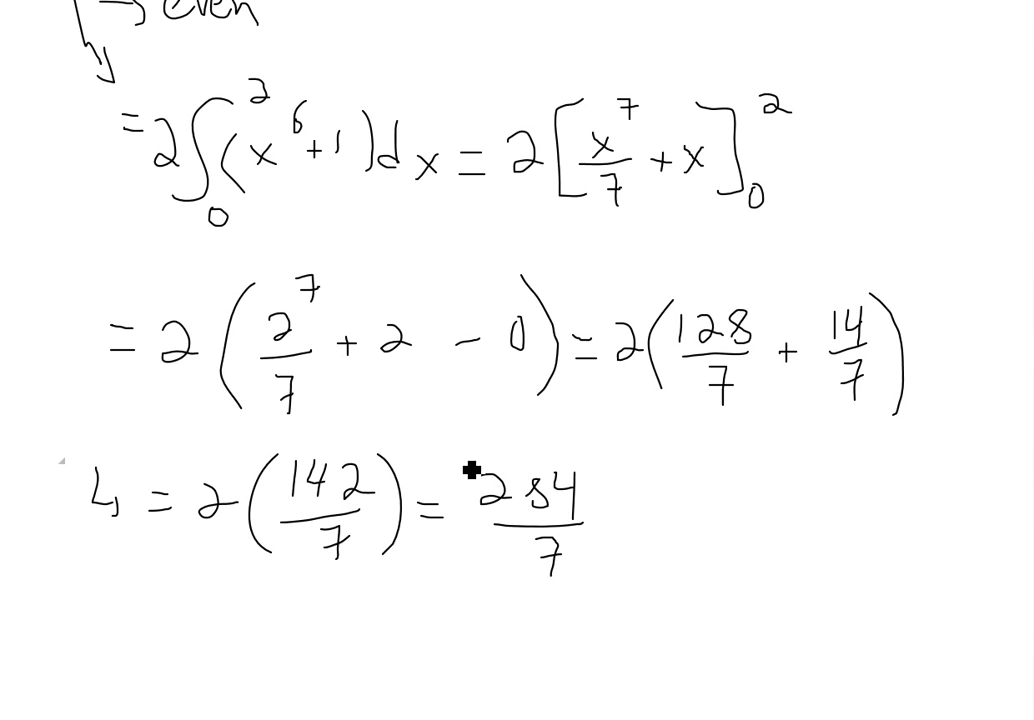 → even
= 2∫₀² (x⁶+1)dx = 2[x⁷/7 + x]₀²
= 2(2⁷/7 + 2 - 0) = 2(128/7 + 14/7)
↳ = 2(142/7) = 284/7